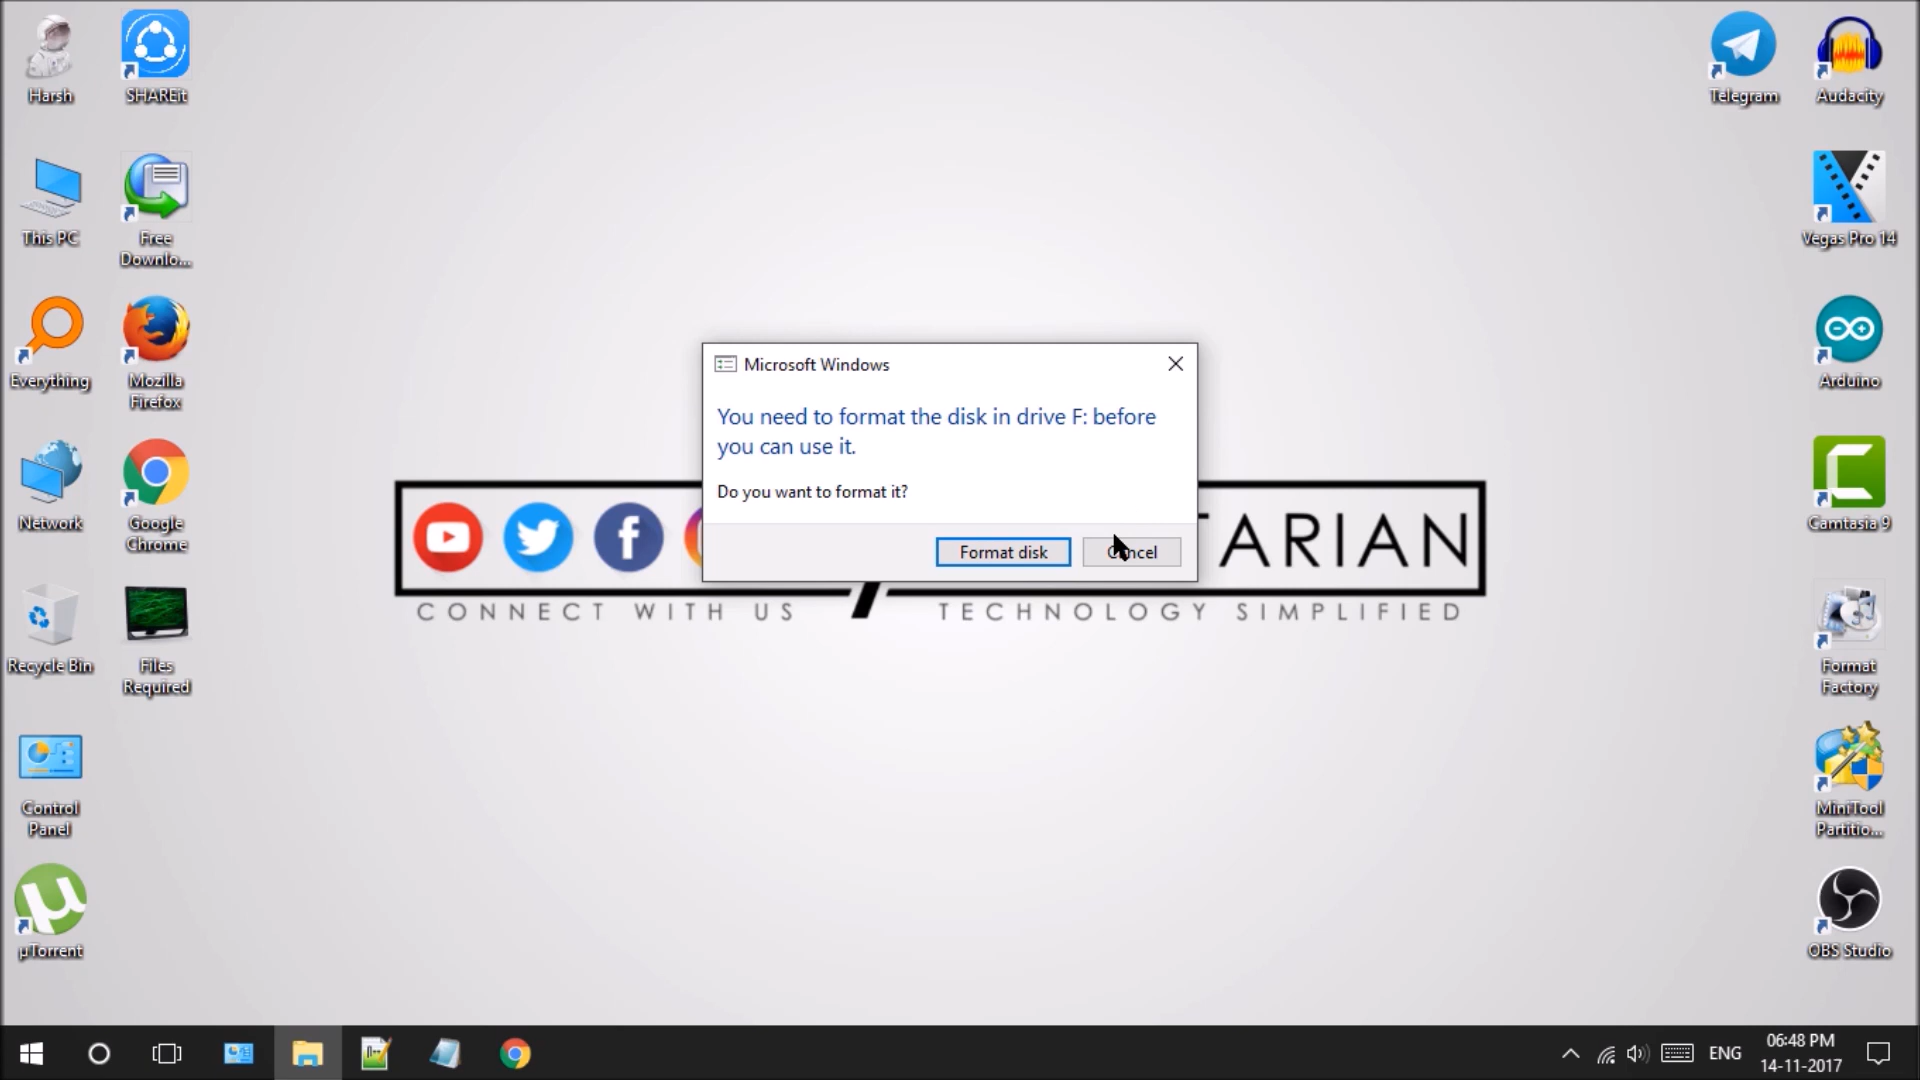 Harsh
SHAREit
Telegram
Audacity
This PC
Free
Downlo...
Vegas Pro 14
Everything
Mozilla
Firefox
Arduino
Microsoft Windows
You need to format the disk in drive F: before
you can use it.
Do you want to format it?
Format disk
Cancel
TARIAN
CONNECT WITH US
TECHNOLOGY SIMPLIFIED
Network
Google
Chrome
Camtasia 9
Recycle Bin
Files
Required
Format
Factory
Control
Panel
MiniTool
Partitio...
µTorrent
OBS Studio
ENG
06:48 PM
14-11-2017